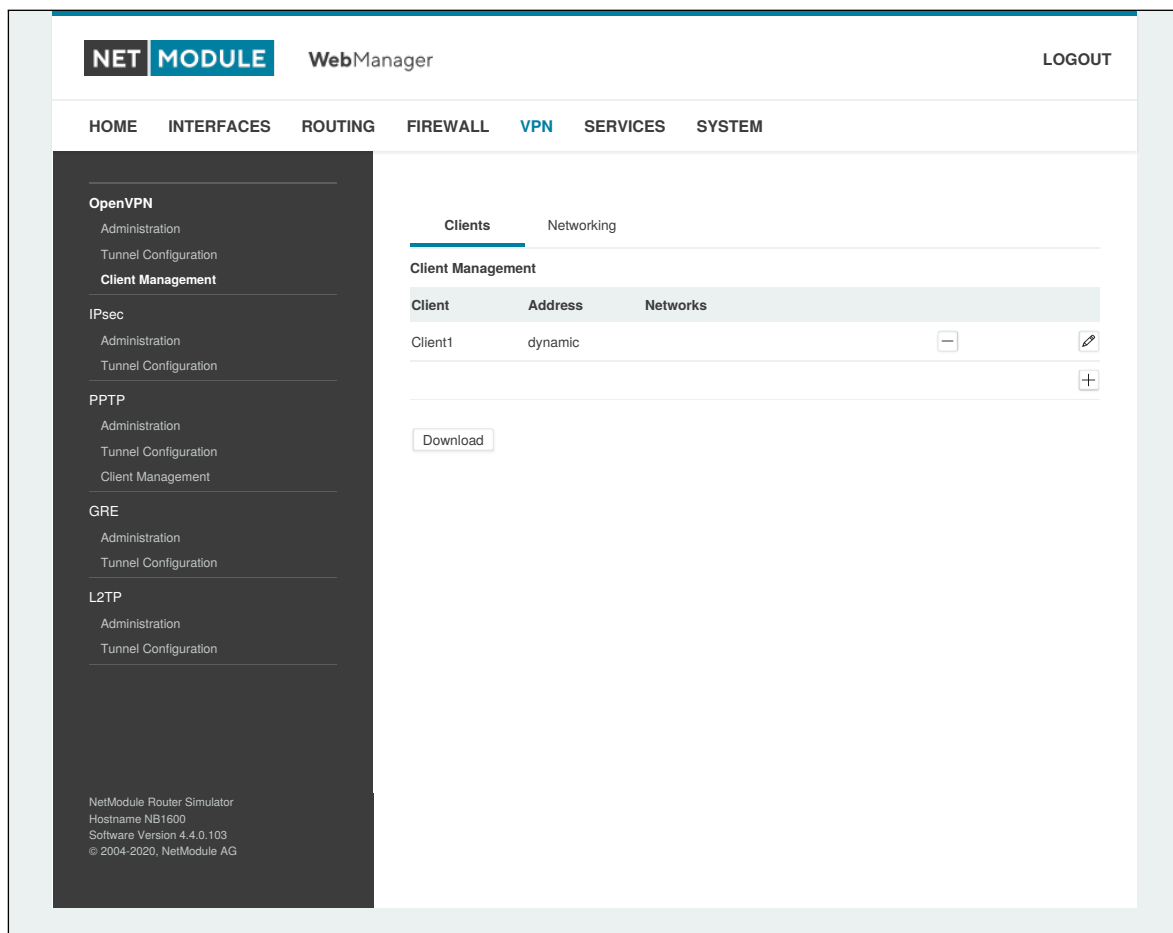 NET MODULE WebManager LOGOUT
HOME INTERFACES ROUTING FIREWALL VPN SERVICES SYSTEM
OpenVPN
Administration
Tunnel Configuration
Client Management
IPsec
Administration
Tunnel Configuration
PPTP
Administration
Tunnel Configuration
Client Management
GRE
Administration
Tunnel Configuration
L2TP
Administration
Tunnel Configuration
NetModule Router Simulator
Hostname NB1600
Software Version 4.4.0.103
© 2004-2020, NetModule AG
Clients Networking
Client Management
Client Address Networks
Client1 dynamic
Download